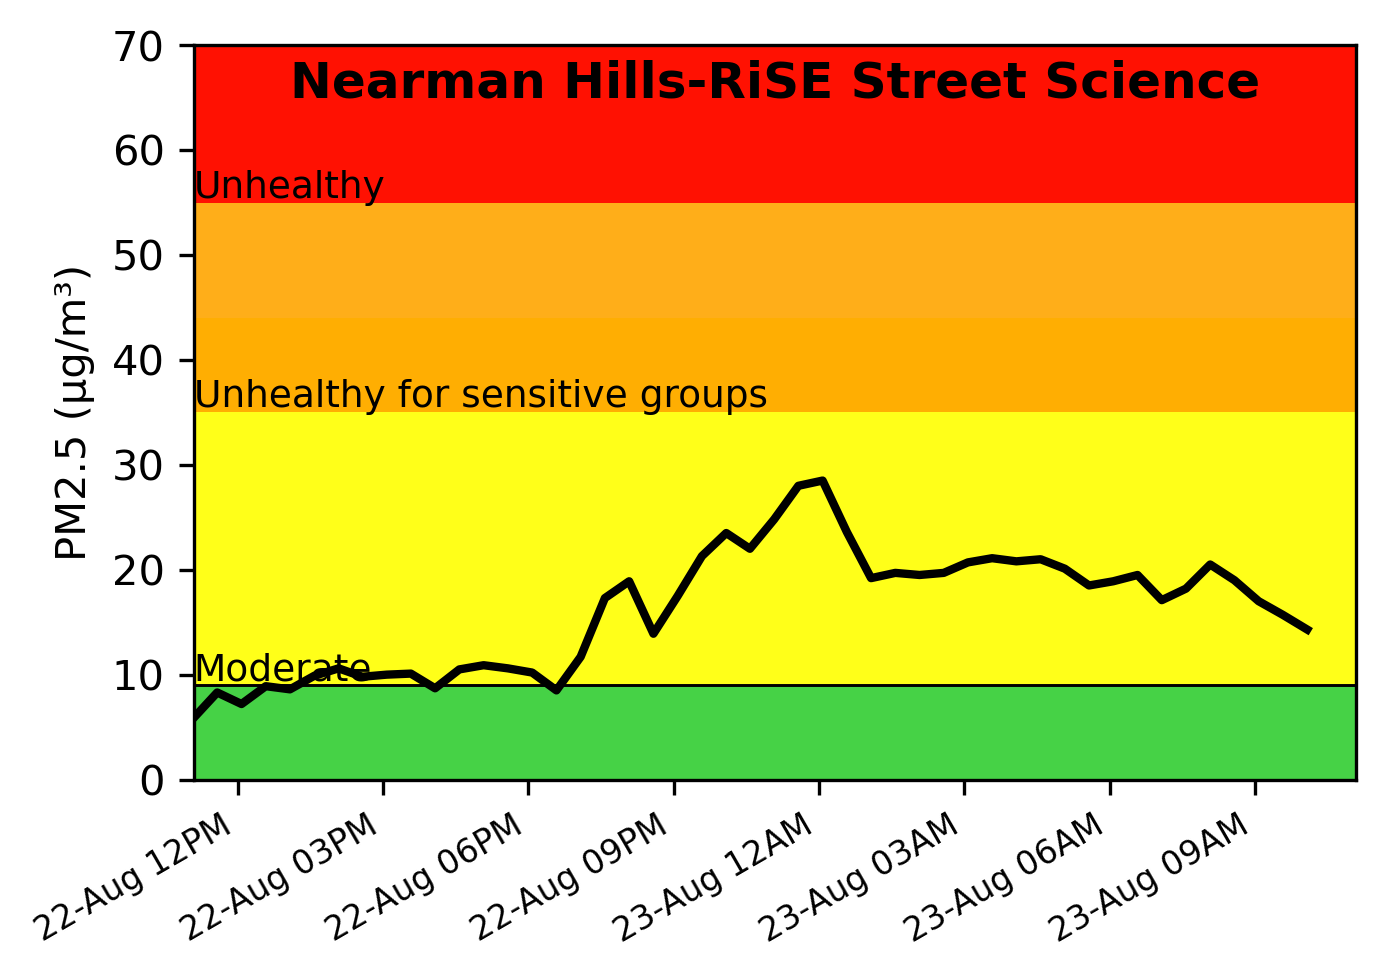 Nearman Hills-RiSE Street Science
70
60
50
40
30
20
10
0
PM2.5 (µg/m³)
Unhealthy
Unhealthy for sensitive groups
Moderate
22-Aug 12PM
22-Aug 03PM
22-Aug 06PM
22-Aug 09PM
23-Aug 12AM
23-Aug 03AM
23-Aug 06AM
23-Aug 09AM